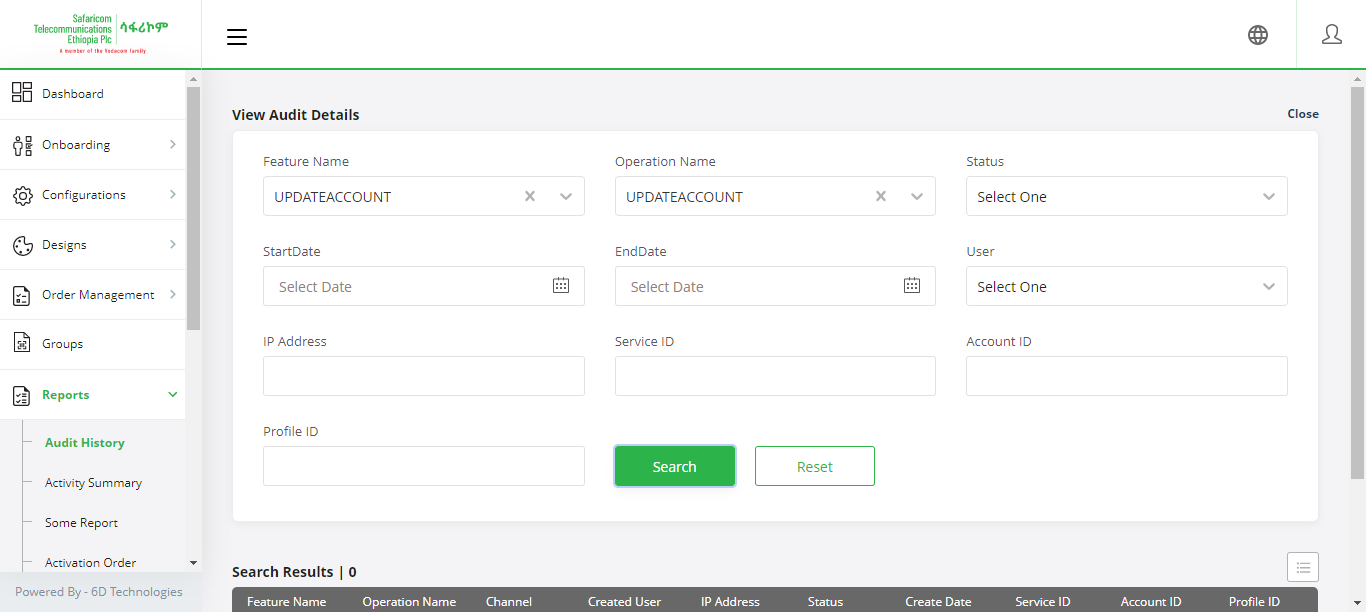 Safaricom
Telecommunications
Ethiopia Plc
ሳፋሪኮም
A member of the Vodacom family
Dashboard
Onboarding
Configurations
Designs
Order Management
Groups
Reports
Audit History
Activity Summary
Some Report
Activation Order
Powered By - 6D Technologies
View Audit Details
Close
Feature Name
Operation Name
Status
UPDATEACCOUNT
UPDATEACCOUNT
Select One
StartDate
EndDate
User
Select Date
Select Date
Select One
IP Address
Service ID
Account ID
Profile ID
Search
Reset
Search Results | 0
Feature Name
Operation Name
Channel
Created User
IP Address
Status
Create Date
Service ID
Account ID
Profile ID